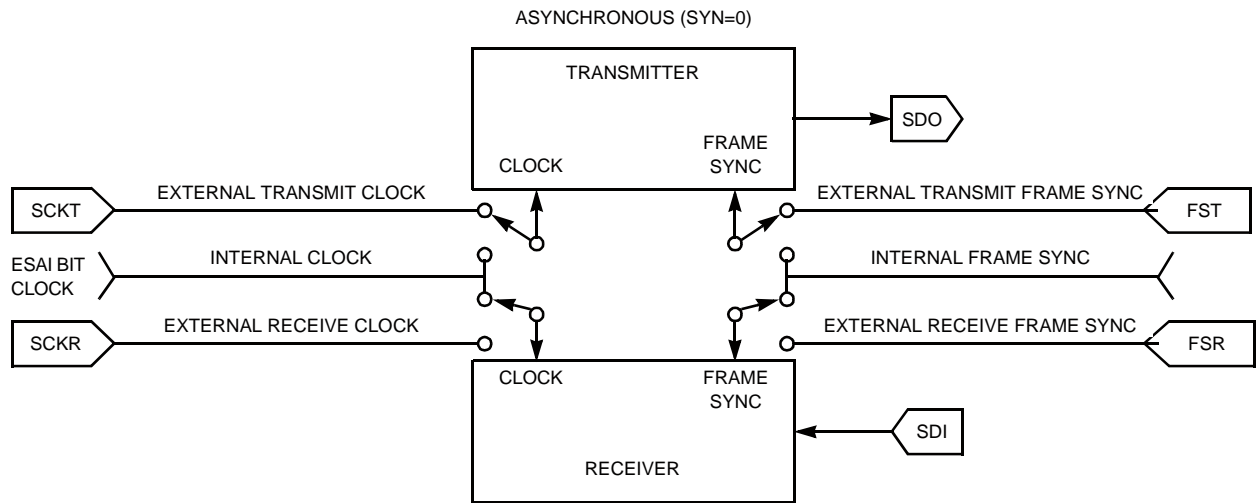 ASYNCHRONOUS (SYN=0)
TRANSMITTER
SDO
CLOCK
FRAME
SYNC
SCKT
EXTERNAL TRANSMIT CLOCK
EXTERNAL TRANSMIT FRAME SYNC
FST
ESAI BIT
CLOCK
INTERNAL CLOCK
INTERNAL FRAME SYNC
SCKR
EXTERNAL RECEIVE CLOCK
EXTERNAL RECEIVE FRAME SYNC
FSR
CLOCK
FRAME
SYNC
SDI
RECEIVER